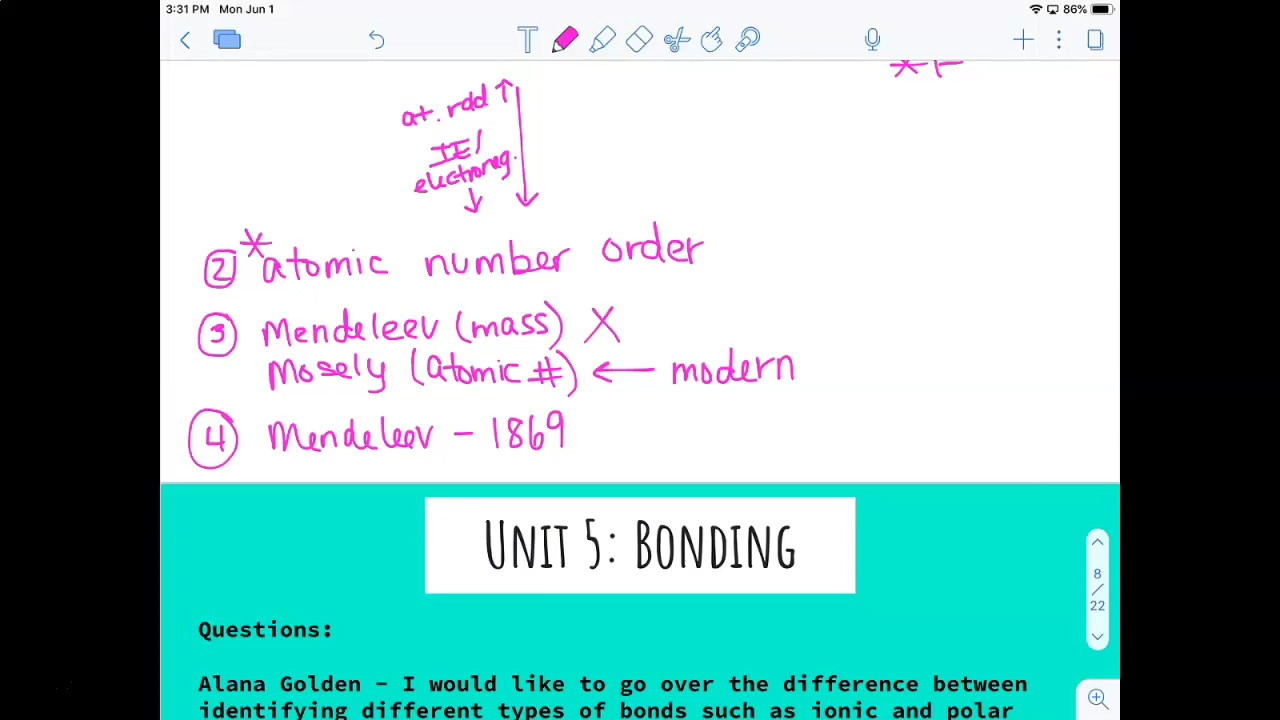 3:31 PM Mon Jun 1
86%
at. rad ↑
IE/
electroneg.
↓
② *atomic number order
③ Mendeleev (mass) X
Mosely (Atomic #) ← modern
④ Mendeleev - 1869
UNIT 5: BONDING
Questions:
Alana Golden - I would like to go over the difference between
identifying different types of bonds such as ionic and polar
8
/
22